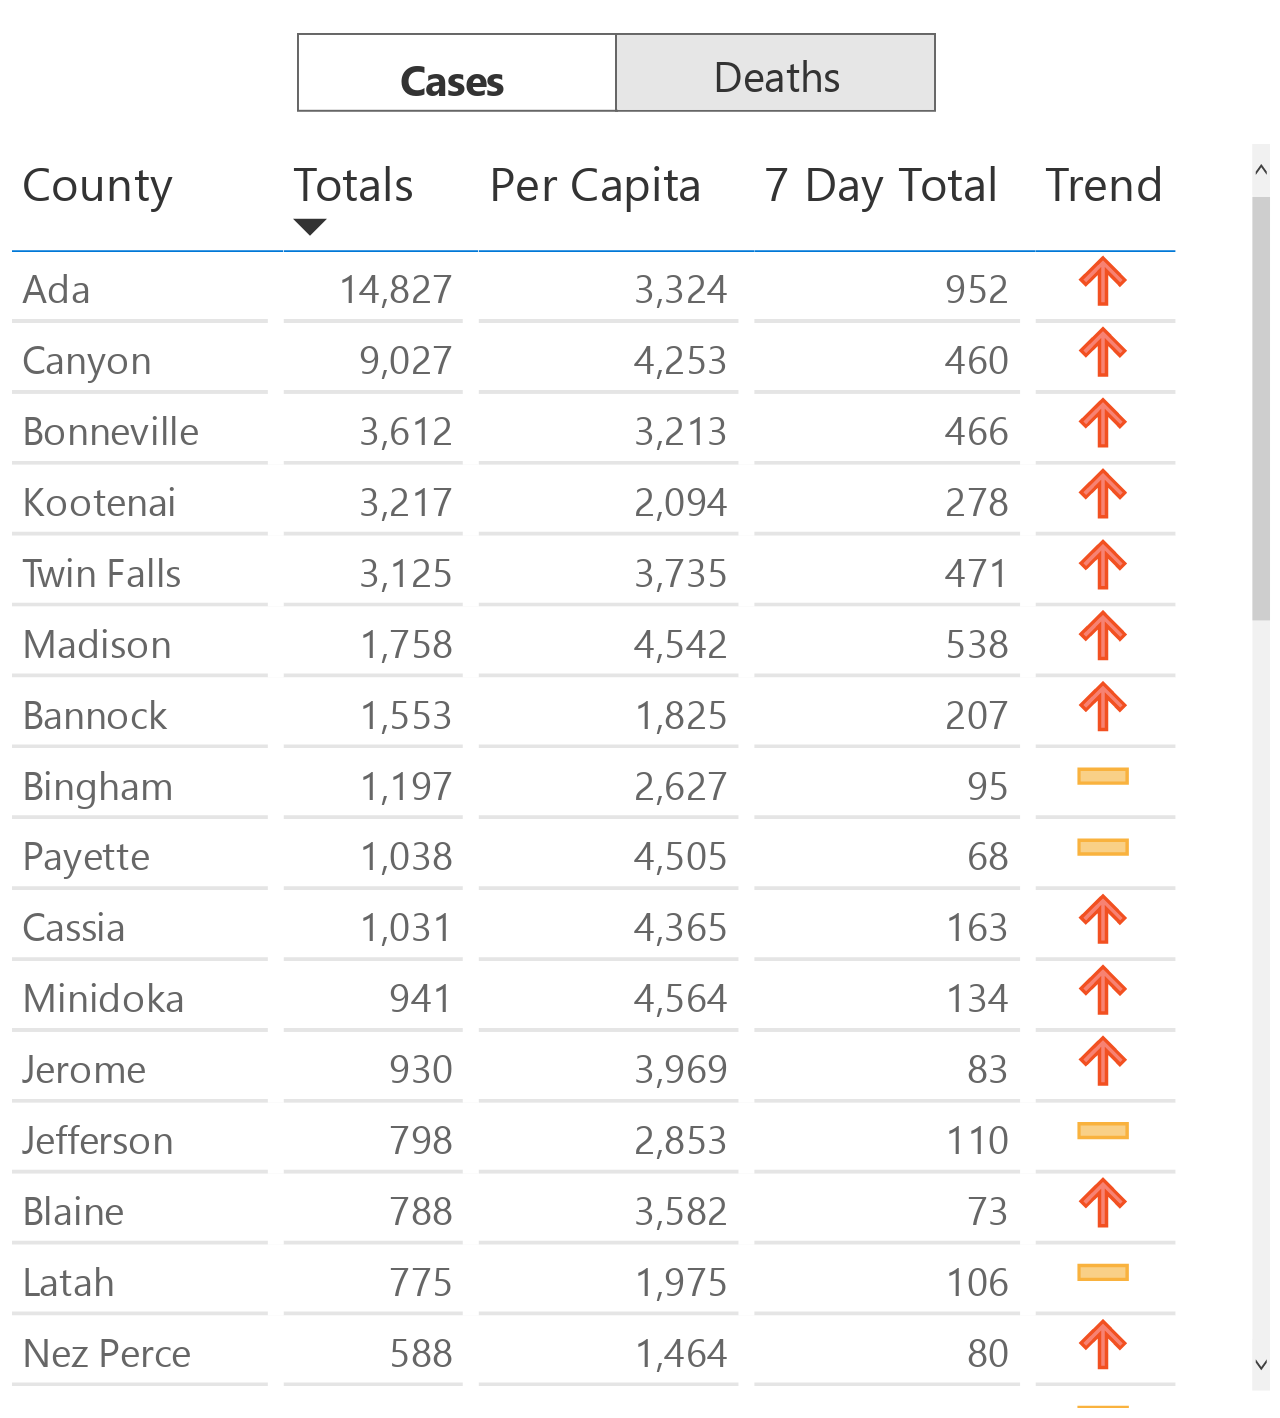 Cases Deaths
County Totals Per Capita 7 Day Total Trend
Ada 14,827 3,324 952
Canyon 9,027 4,253 460
Bonneville 3,612 3,213 466
Kootenai 3,217 2,094 278
Twin Falls 3,125 3,735 471
Madison 1,758 4,542 538
Bannock 1,553 1,825 207
Bingham 1,197 2,627 95
Payette 1,038 4,505 68
Cassia 1,031 4,365 163
Minidoka 941 4,564 134
Jerome 930 3,969 83
Jefferson 798 2,853 110
Blaine 788 3,582 73
Latah 775 1,975 106
Nez Perce 588 1,464 80